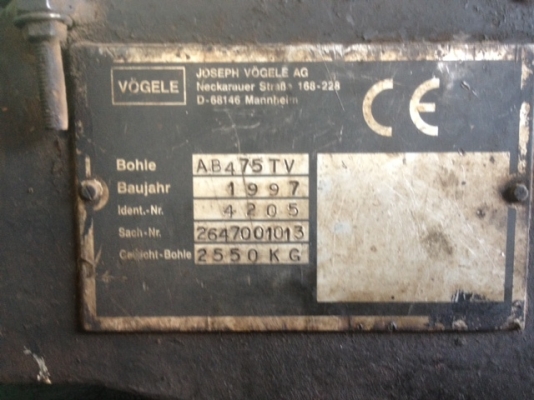 VÖGELE
JOSEPH VÖGELE AG
Neckarauer Straße 168-228
D-68146 Mannheim
CE
Bohle AB475TV
Baujahr 1997
Ident.-Nr. 4205
Sach-Nr. 2647001013
Gewicht-Bohle 2550KG